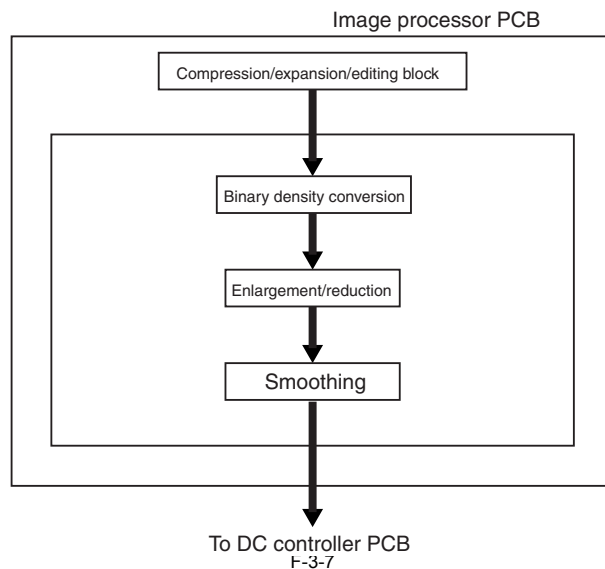 Image processor PCB
Compression/expansion/editing block
Binary density conversion
Enlargement/reduction
Smoothing
To DC controller PCB
F-3-7